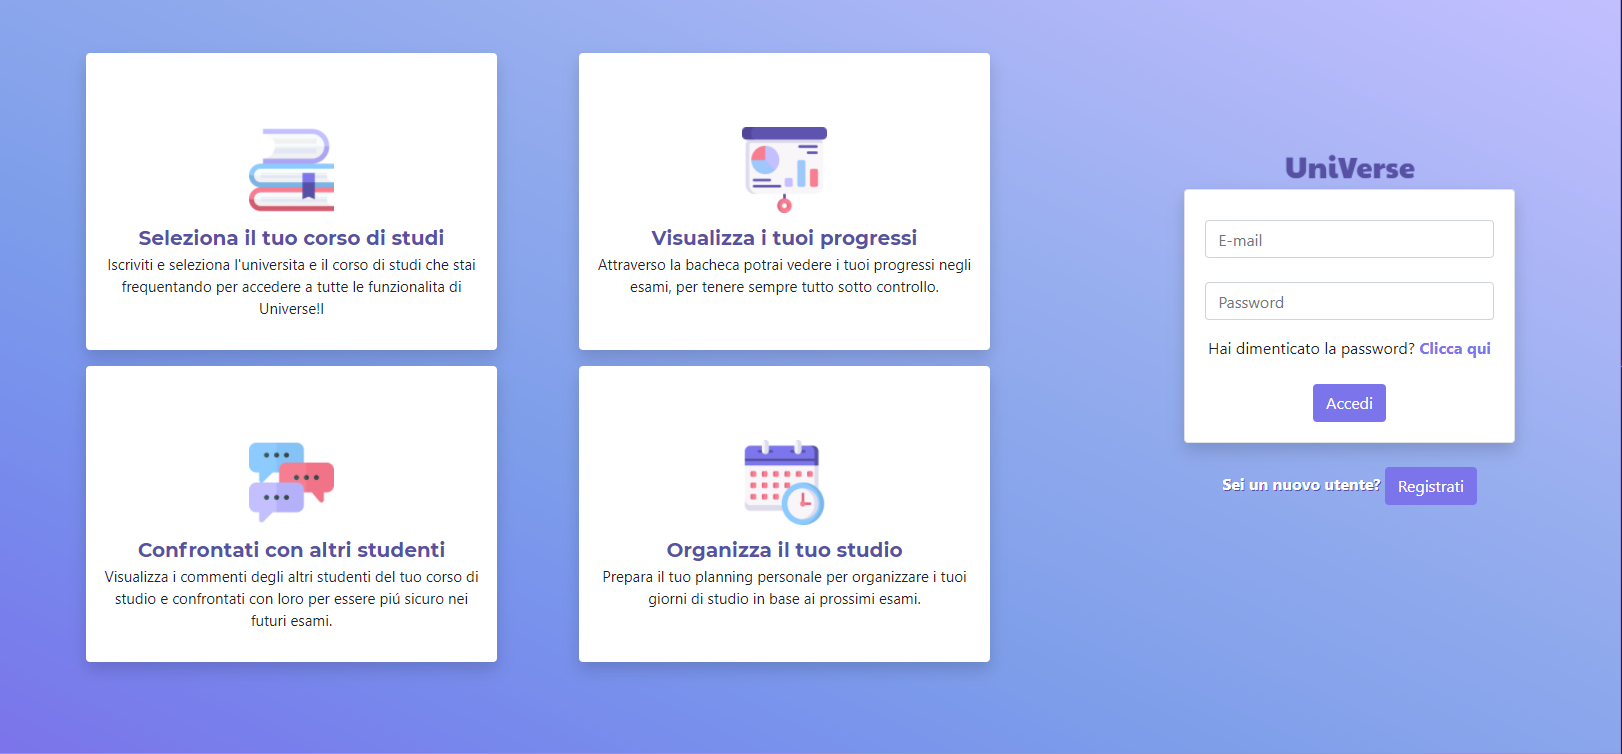 Seleziona il tuo corso di studi
Iscriviti e seleziona l'universita e il corso di studi che stai
frequentando per accedere a tutte le funzionalita di
Universe!l
Visualizza i tuoi progressi
Attraverso la bacheca potrai vedere i tuoi progressi negli
esami, per tenere sempre tutto sotto controllo.
Confrontati con altri studenti
Visualizza i commenti degli altri studenti del tuo corso di
studio e confrontati con loro per essere piú sicuro nei
futuri esami.
Organizza il tuo studio
Prepara il tuo planning personale per organizzare i tuoi
giorni di studio in base ai prossimi esami.
UniVerse
E-mail
Password
Hai dimenticato la password? Clicca qui
Accedi
Sei un nuovo utente? Registrati